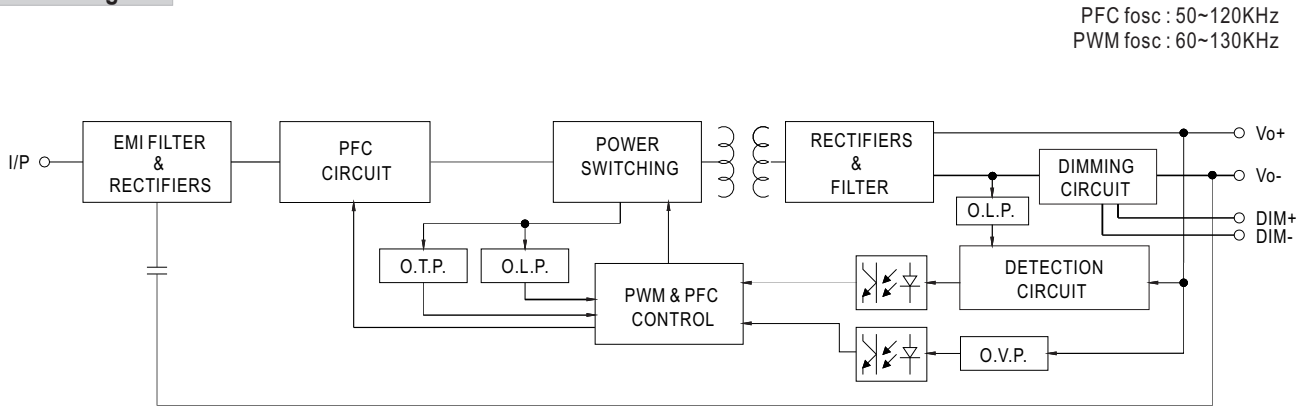 PFC fosc : 50~120KHz
PWM fosc : 60~130KHz
I/P
EMI FILTER
&
RECTIFIERS
PFC
CIRCUIT
POWER
SWITCHING
RECTIFIERS
&
FILTER
DIMMING
CIRCUIT
Vo+
Vo-
DIM+
DIM-
O.L.P.
O.T.P.
O.L.P.
PWM & PFC
CONTROL
DETECTION
CIRCUIT
O.V.P.